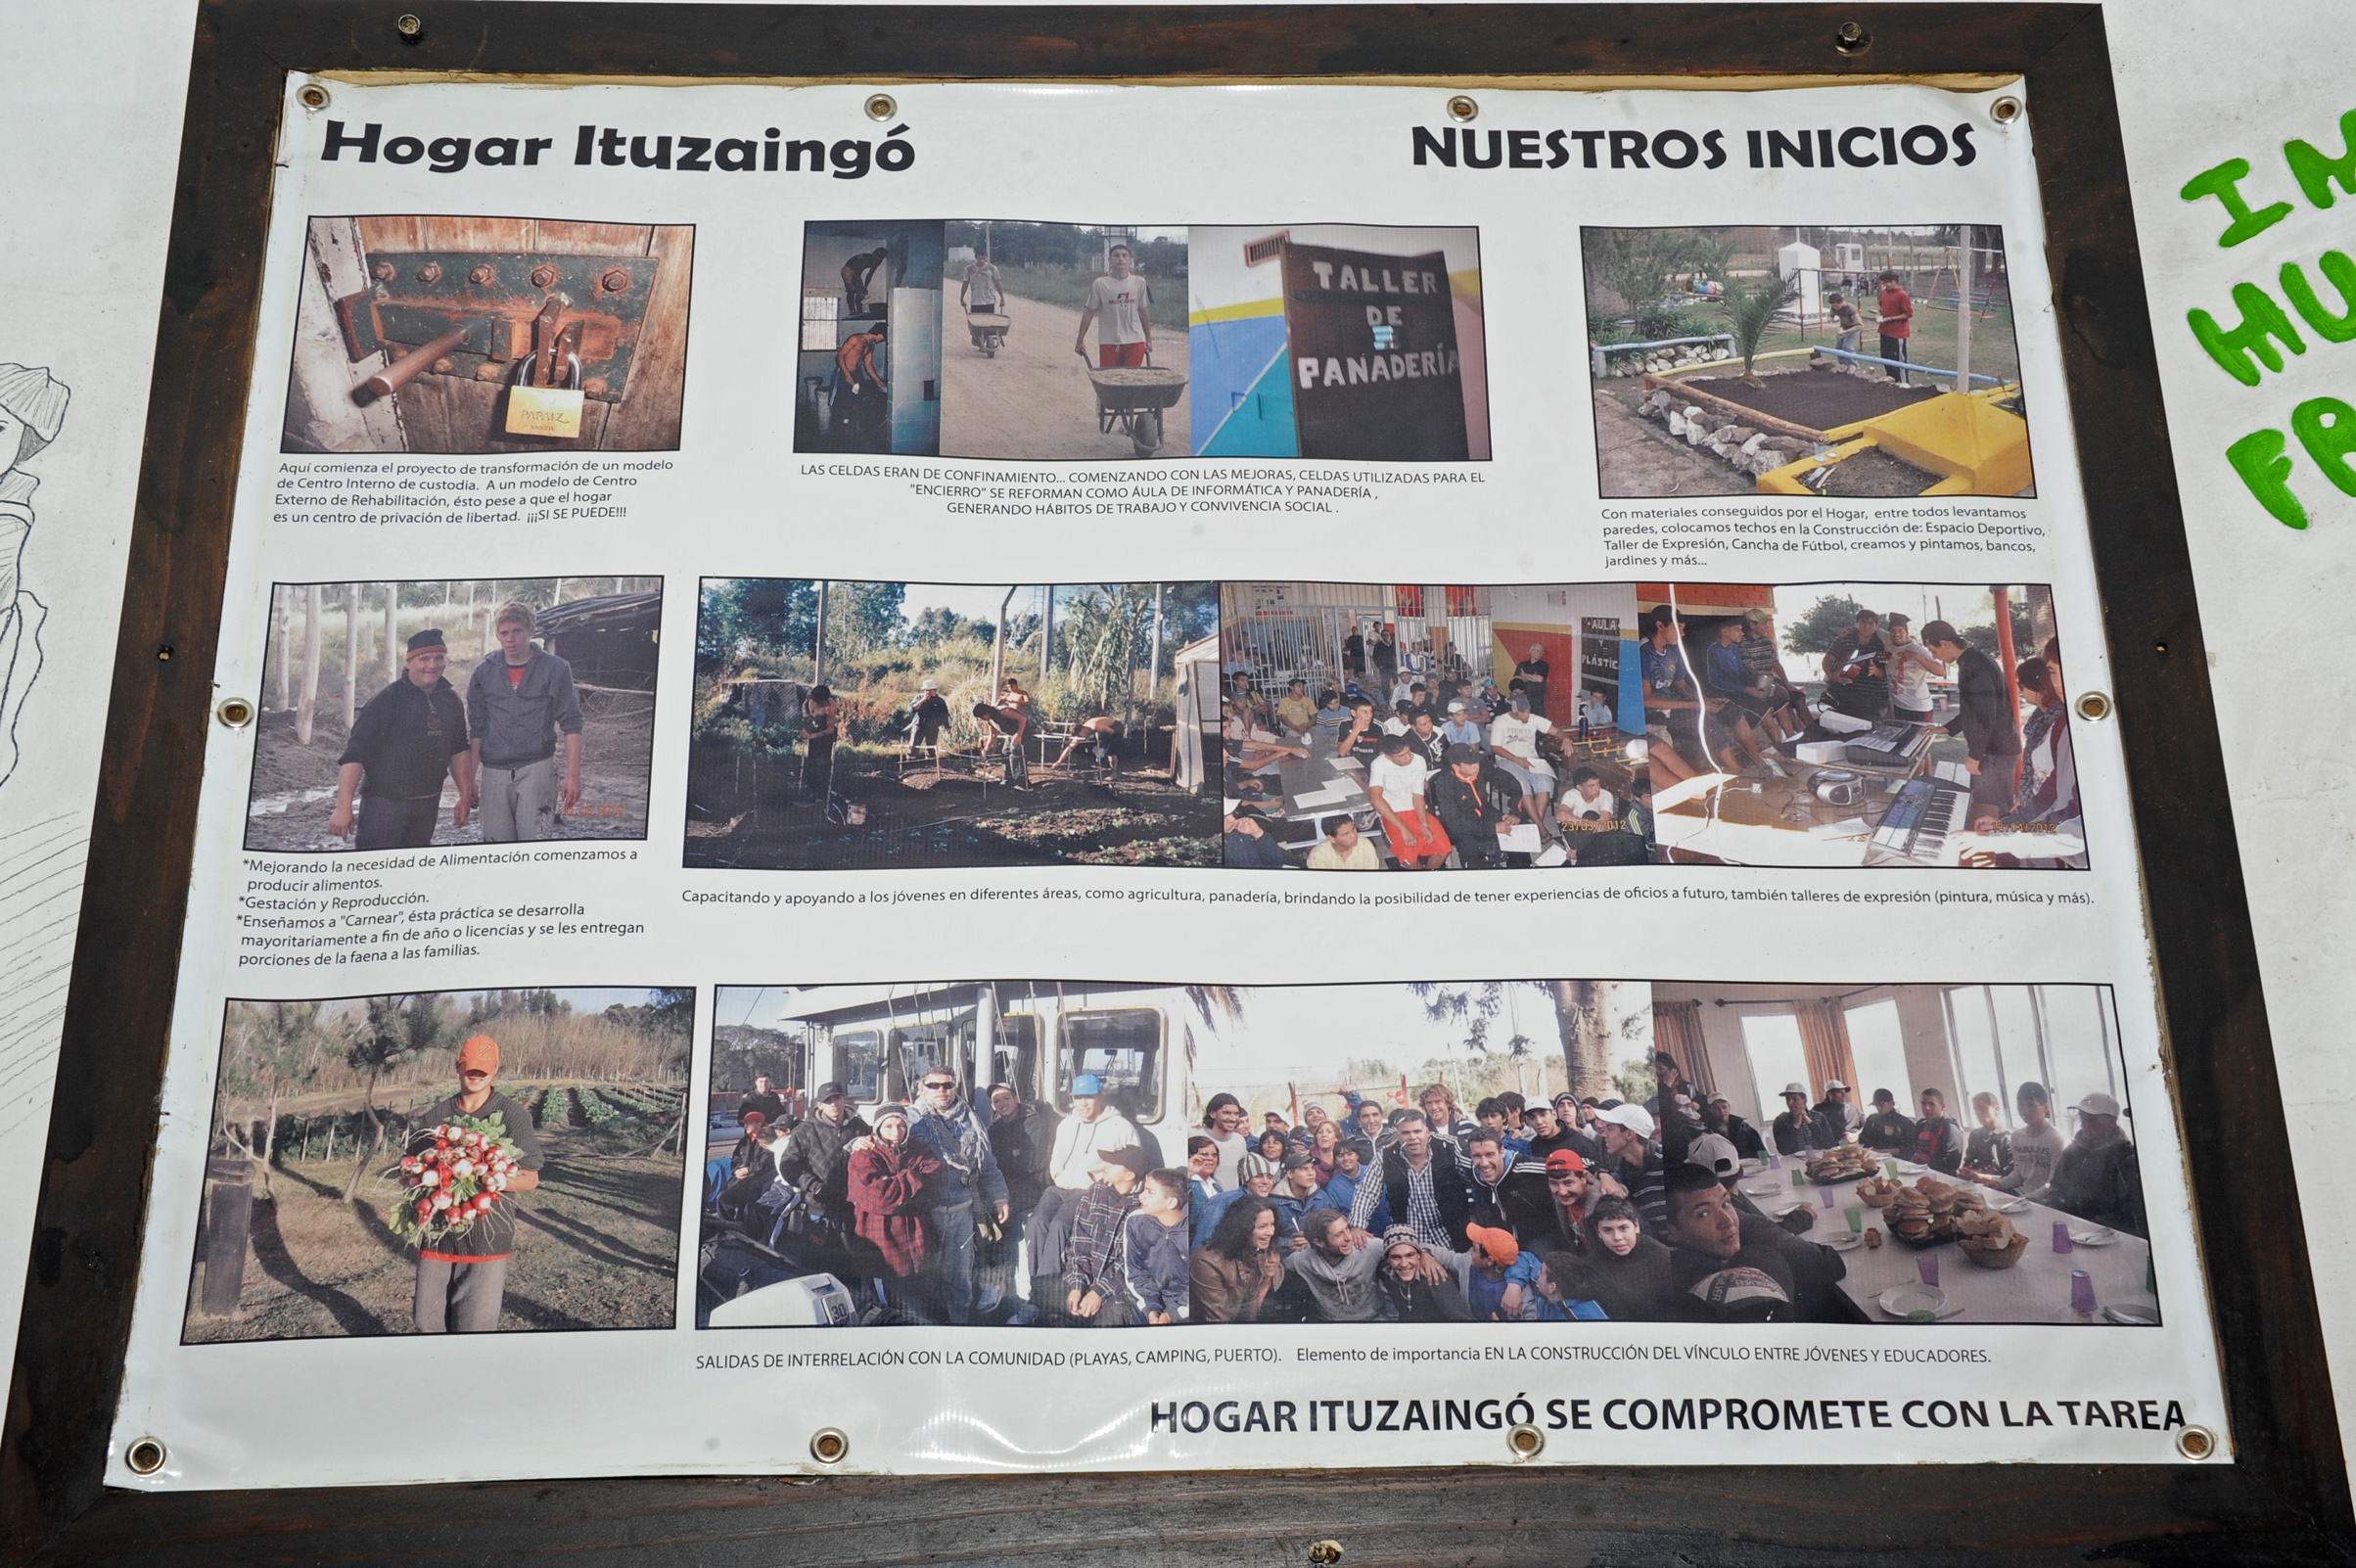 Hogar Ituzaingó
NUESTROS INICIOS
PAPAIZ
TALLER
DE
PANADERÍA
Aquí comienza el proyecto de transformación de un modelo
de Centro Interno de custodia. A un modelo de Centro
Externo de Rehabilitación, ésto pese a que el hogar
es un centro de privación de libertad. ¡¡¡SI SE PUEDE!!!
LAS CELDAS ERAN DE CONFINAMIENTO... COMENZANDO CON LAS MEJORAS, CELDAS UTILIZADAS PARA EL
"ENCIERRO" SE REFORMAN COMO ÁULA DE INFORMÁTICA Y PANADERÍA ,
GENERANDO HÁBITOS DE TRABAJO Y CONVIVENCIA SOCIAL .
Con materiales conseguidos por el Hogar, entre todos levantamos
paredes, colocamos techos en la Construcción de: Espacio Deportivo,
Taller de Expresión, Cancha de Fútbol, creamos y pintamos, bancos,
jardines y más...
AULA
Y
PLÁSTIC
23/03/2012
*Mejorando la necesidad de Alimentación comenzamos a
producir alimentos.
*Gestación y Reproducción.
*Enseñamos a "Carnear", ésta práctica se desarrolla
mayoritariamente a fin de año o licencias y se les entregan
porciones de la faena a las familias.
Capacitando y apoyando a los jóvenes en diferentes áreas, como agricultura, panadería, brindando la posibilidad de tener experiencias de oficios a futuro, también talleres de expresión (pintura, música y más).
30
SALIDAS DE INTERRELACIÓN CON LA COMUNIDAD (PLAYAS, CAMPING, PUERTO). Elemento de importancia EN LA CONSTRUCCIÓN DEL VÍNCULO ENTRE JÓVENES Y EDUCADORES.
HOGAR ITUZAINGÓ SE COMPROMETE CON LA TAREA